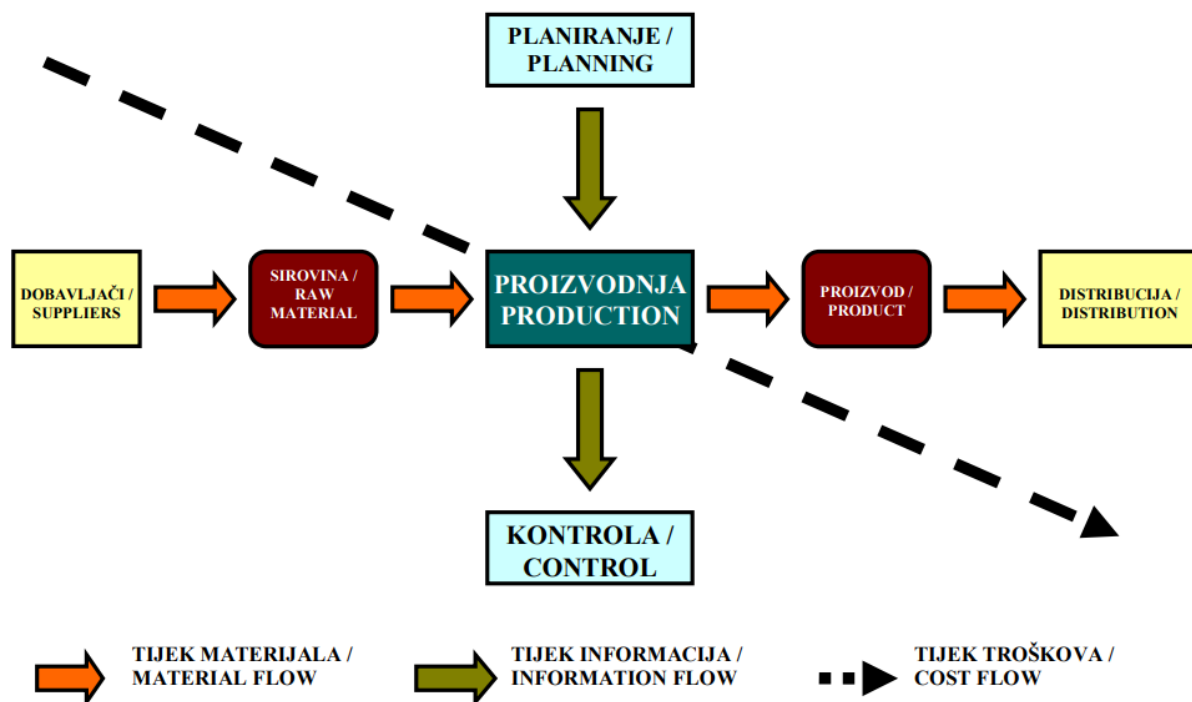 PLANIRANJE /
PLANNING
DOBAVLJAČI /
SUPPLIERS
SIROVINA /
RAW
MATERIAL
PROIZVODNJA
PRODUCTION
PROIZVOD /
PRODUCT
DISTRIBUCIJA /
DISTRIBUTION
KONTROLA /
CONTROL
TIJEK MATERIJALA /
MATERIAL FLOW
TIJEK INFORMACIJA /
INFORMATION FLOW
TIJEK TROŠKOVA /
COST FLOW